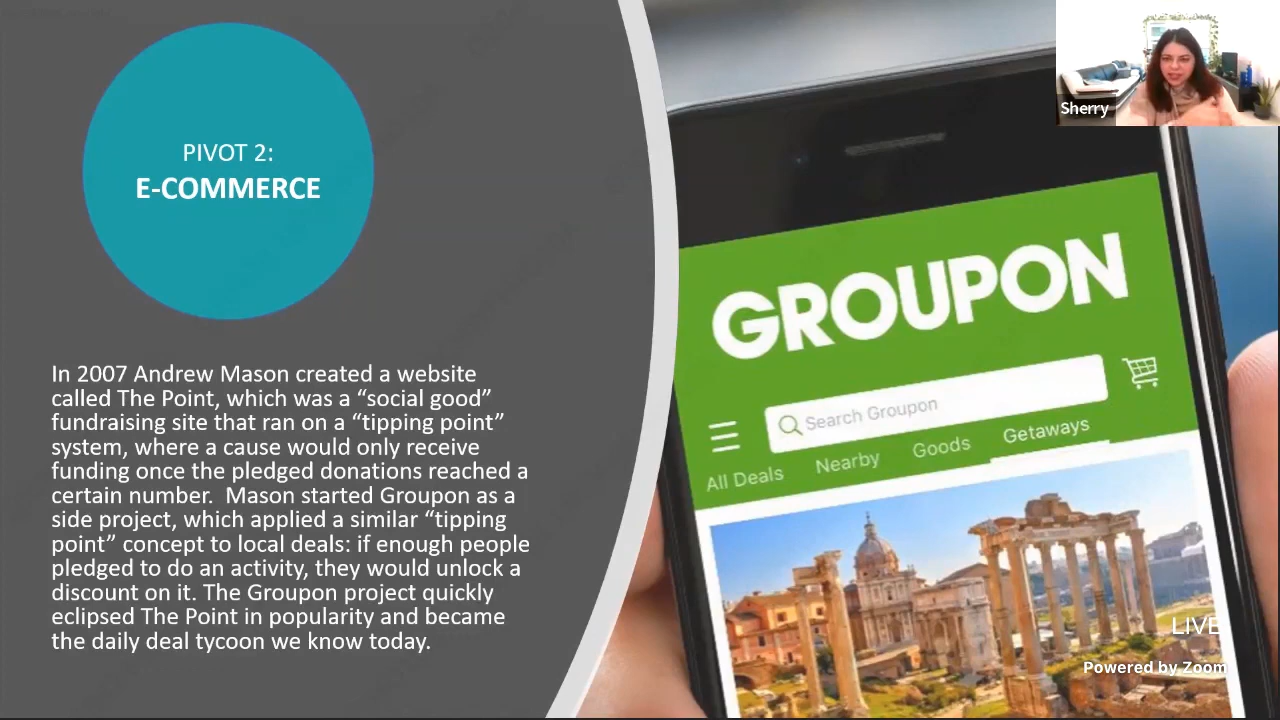 PIVOT 2:
E-COMMERCE
In 2007 Andrew Mason created a website
called The Point, which was a “social good”
fundraising site that ran on a “tipping point”
system, where a cause would only receive
funding once the pledged donations reached a
certain number.  Mason started Groupon as a
side project, which applied a similar “tipping
point” concept to local deals: if enough people
pledged to do an activity, they would unlock a
discount on it. The Groupon project quickly
eclipsed The Point in popularity and became
the daily deal tycoon we know today.
GROUPON
Search Groupon
All Deals Nearby Goods Getaways
Sherry
LIVE
Powered by Zoom